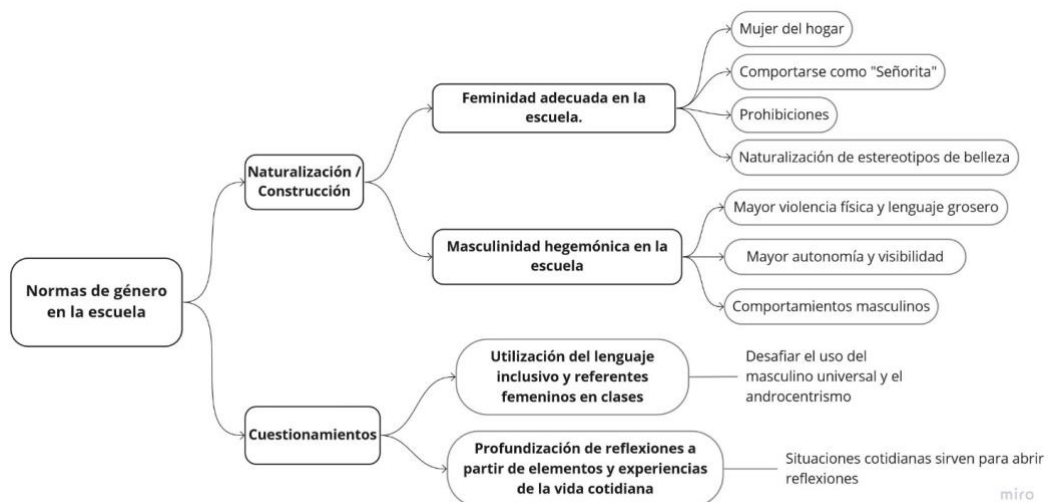 Normas de género
en la escuela
Naturalización /
Construcción
Feminidad adecuada en la
escuela.
Mujer del hogar
Comportarse como "Señorita"
Prohibiciones
Naturalización de estereotipos de belleza
Masculinidad hegemónica en la
escuela
Mayor violencia física y lenguaje grosero
Mayor autonomía y visibilidad
Comportamientos masculinos
Cuestionamientos
Utilización del lenguaje
inclusivo y referentes
femeninos en clases
Desafiar el uso del
masculino universal y el
androcentrismo
Profundización de reflexiones a
partir de elementos y experiencias
de la vida cotidiana
Situaciones cotidianas sirven para abrir
reflexiones
miro